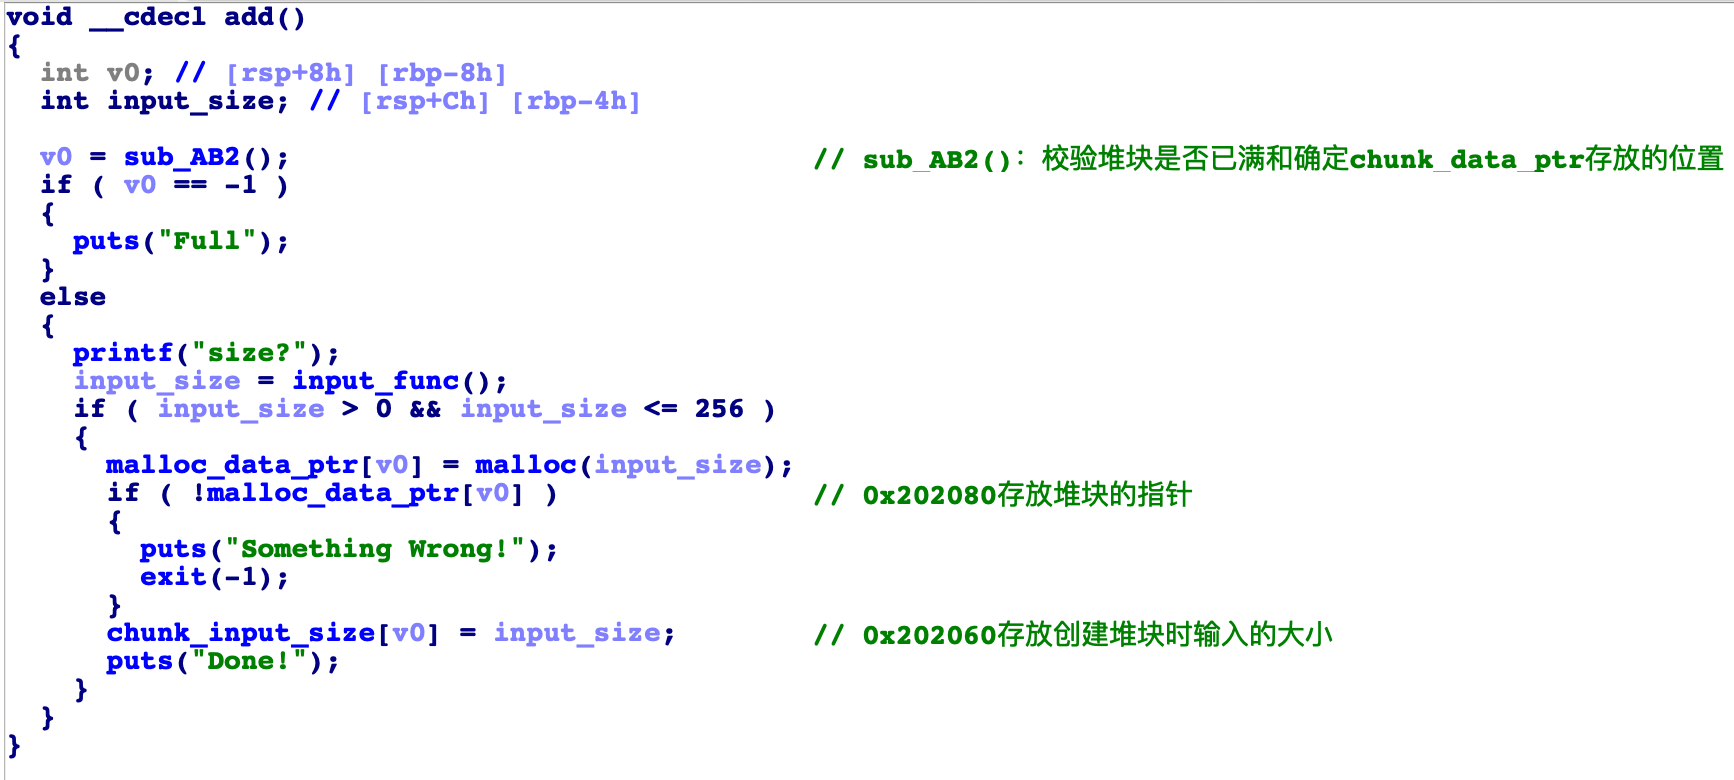 void __cdecl add()
{
  int v0; // [rsp+8h] [rbp-8h]
  int input_size; // [rsp+Ch] [rbp-4h]

  v0 = sub_AB2();                                // sub_AB2()：校验堆块是否已满和确定chunk_data_ptr存放的位置
  if ( v0 == -1 )
  {
    puts("Full");
  }
  else
  {
    printf("size?");
    input_size = input_func();
    if ( input_size > 0 && input_size <= 256 )
    {
      malloc_data_ptr[v0] = malloc(input_size);
      if ( !malloc_data_ptr[v0] )                // 0x202080存放堆块的指针
      {
        puts("Something Wrong!");
        exit(-1);
      }
      chunk_input_size[v0] = input_size;         // 0x202060存放创建堆块时输入的大小
      puts("Done!");
    }
  }
}